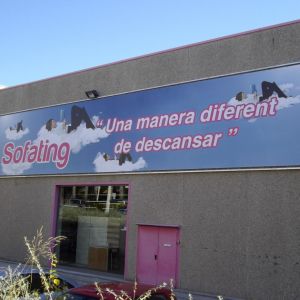 Sofating
“ Una manera diferent
de descansar ”